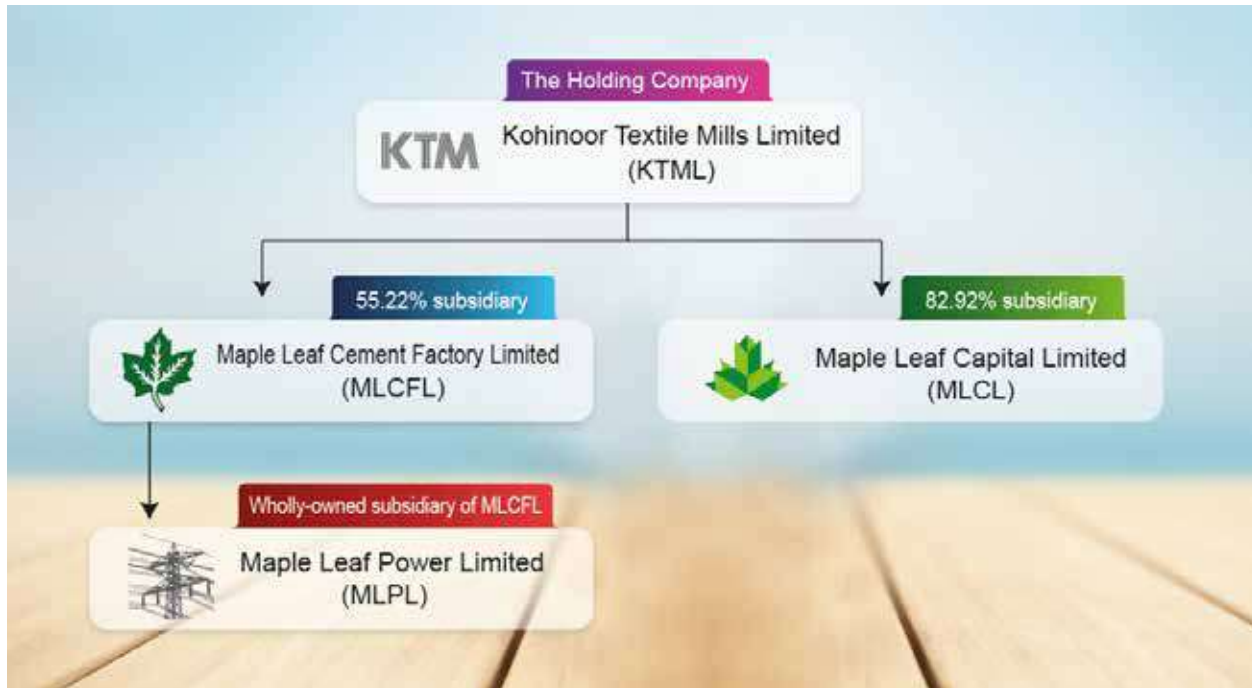 The Holding Company
KTM
Kohinoor Textile Mills Limited
(KTML)
55.22% subsidiary
Maple Leaf Cement Factory Limited
(MLCFL)
82.92% subsidiary
Maple Leaf Capital Limited
(MLCL)
Wholly-owned subsidiary of MLCFL
Maple Leaf Power Limited
(MLPL)